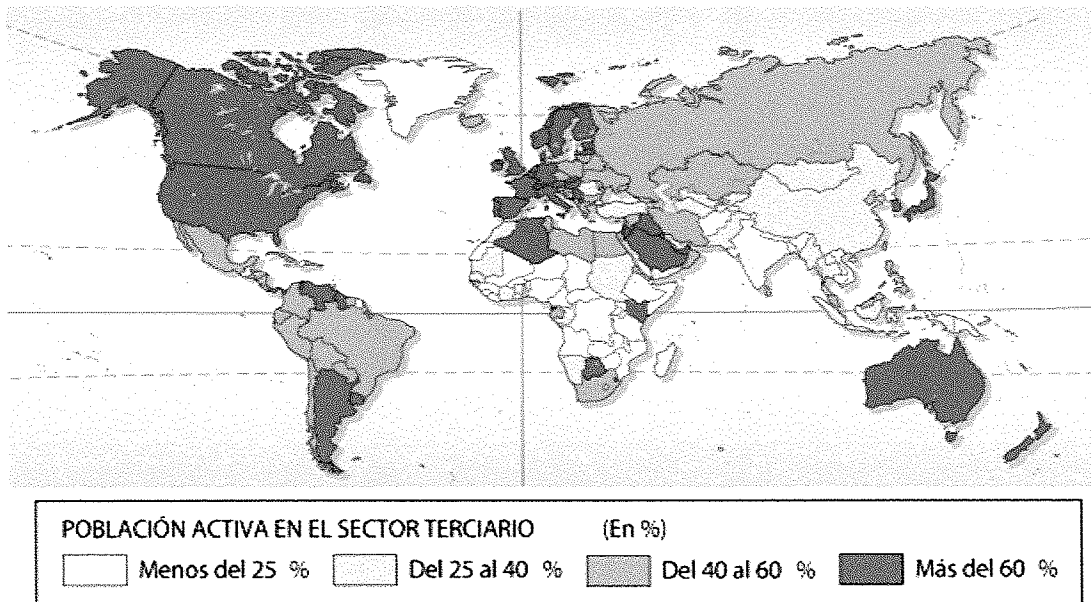 POBLACIÓN ACTIVA EN EL SECTOR TERCIARIO (En %)
Menos del 25 % Del 25 al 40 % Del 40 al 60 % Más del 60 %